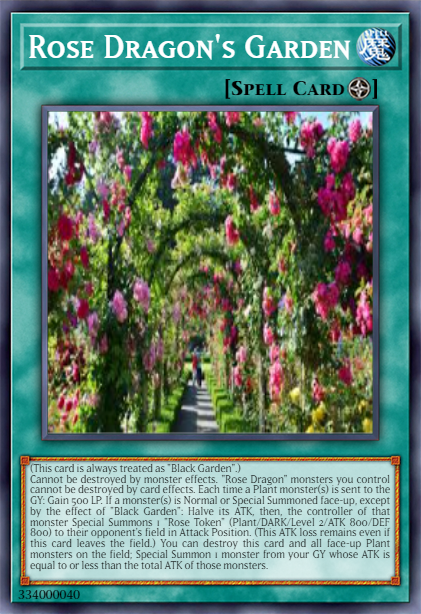 ROSE DRAGON'S GARDEN
魔
[SPELL CARD]
(This card is always treated as "Black Garden".)
Cannot be destroyed by monster effects. "Rose Dragon" monsters you control
cannot be destroyed by card effects. Each time a Plant monster(s) is sent to the
GY: Gain 500 LP. If a monster(s) is Normal or Special Summoned face-up, except
by the effect of "Black Garden": Halve its ATK, then, the controller of that
monster Special Summons 1 "Rose Token" (Plant/DARK/Level 2/ATK 800/DEF
800) to their opponent's field in Attack Position. (This ATK loss remains even if
this card leaves the field.) You can destroy this card and all face-up Plant
monsters on the field; Special Summon 1 monster from your GY whose ATK is
equal to or less than the total ATK of those monsters.
334000040